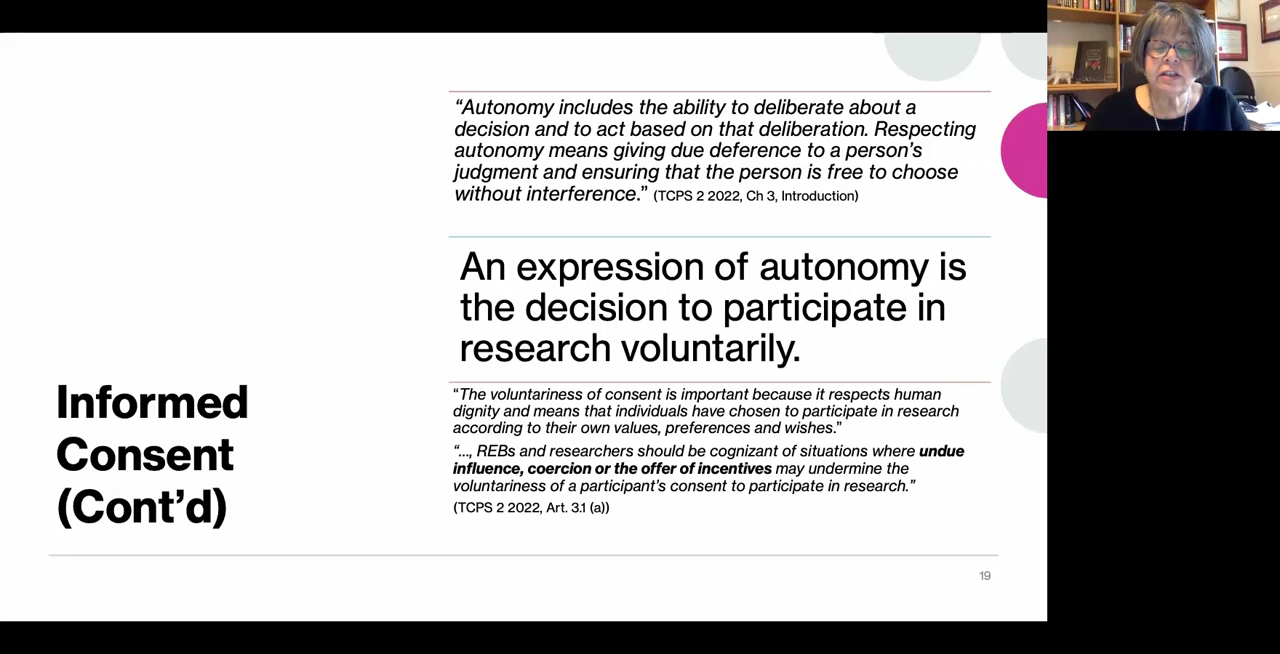 “Autonomy includes the ability to deliberate about a
decision and to act based on that deliberation. Respecting
autonomy means giving due deference to a person’s
judgment and ensuring that the person is free to choose
without interference.” (TCPS 2 2022, Ch 3, Introduction)
An expression of autonomy is
the decision to participate in
research voluntarily.
Informed
Consent
(Cont’d)
“The voluntariness of consent is important because it respects human
dignity and means that individuals have chosen to participate in research
according to their own values, preferences and wishes.”
“..., REBs and researchers should be cognizant of situations where undue
influence, coercion or the offer of incentives may undermine the
voluntariness of a participant’s consent to participate in research.”
(TCPS 2 2022, Art. 3.1 (a))
19